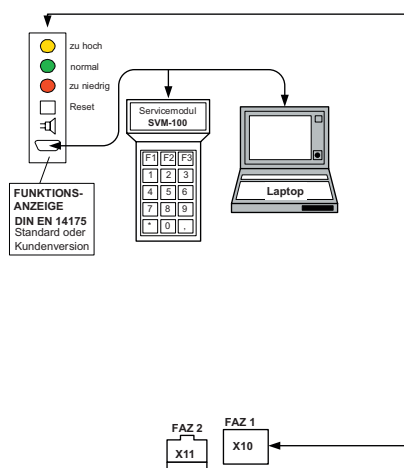 zu hoch
normal
zu niedrig
Reset
Servicemodul
SVM-100
F1 F2 F3
1 2 3
4 5 6
7 8 9
* 0 ,
Laptop
FUNKTIONS-
ANZEIGE
DIN EN 14175
Standard oder
Kundenversion
FAZ 2
FAZ 1
X11
X10